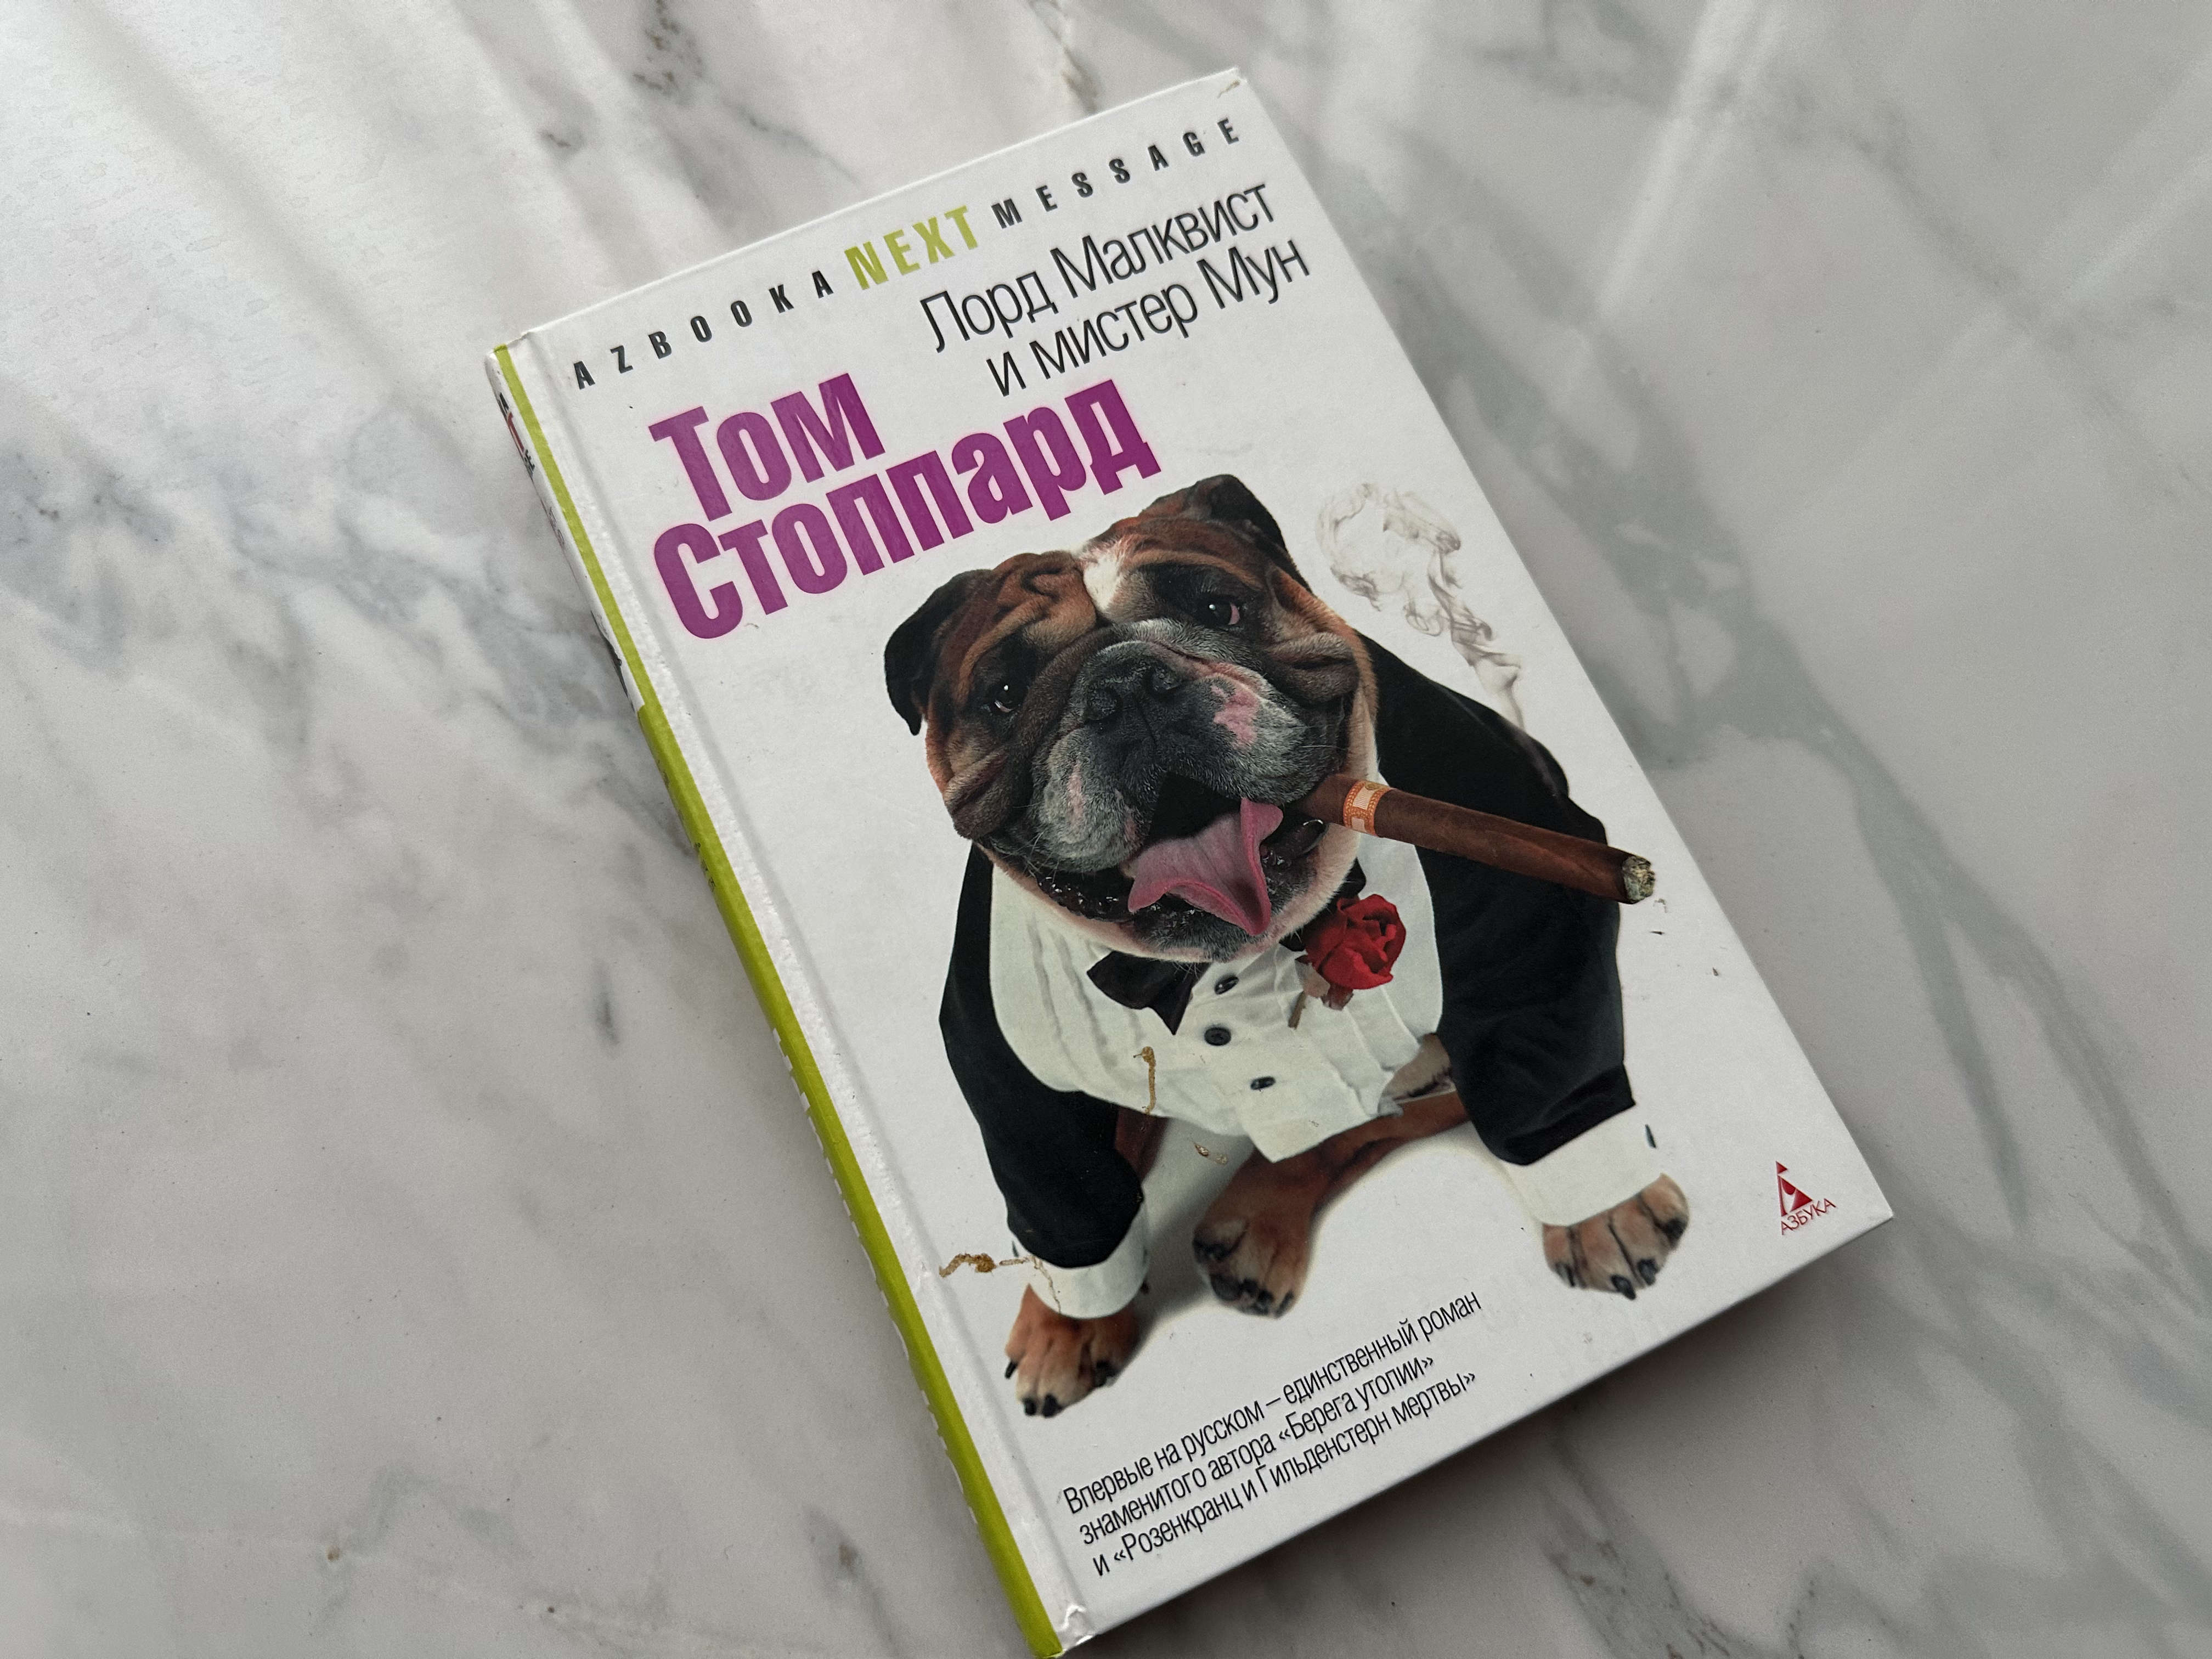 AZBOOKA NEXT MESSAGE
Лорд Малквист
и мистер Мун
Том
Стоппард
Впервые на русском – единственный роман
знаменитого автора «Берега утопии»
и «Розенкранц и Гильденстерн мертвы»
АЗБУКА